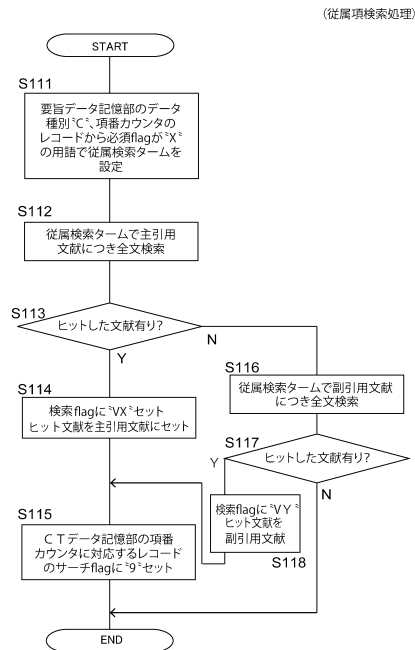 (従属項検索処理)
START
S111
要旨データ記憶部のデータ
種別〝C〟、項番カウンタの
レコードから必須flagが〝X〟
の用語で従属検索タームを
設定
S112
従属検索タームで主引用
文献につき全文検索
S113
ヒットした文献有り?
N
Y
S114
検索flagに〝VX〟セット
ヒット文献を主引用文献にセット
S116
従属検索タームで副引用文献
につき全文検索
S117
ヒットした文献有り?
Y
N
検索flagに〝VY〟
ヒット文献を
副引用文献
S118
S115
CTデータ記憶部の項番
カウンタに対応するレコード
のサーチflagに〝9〟セット
END